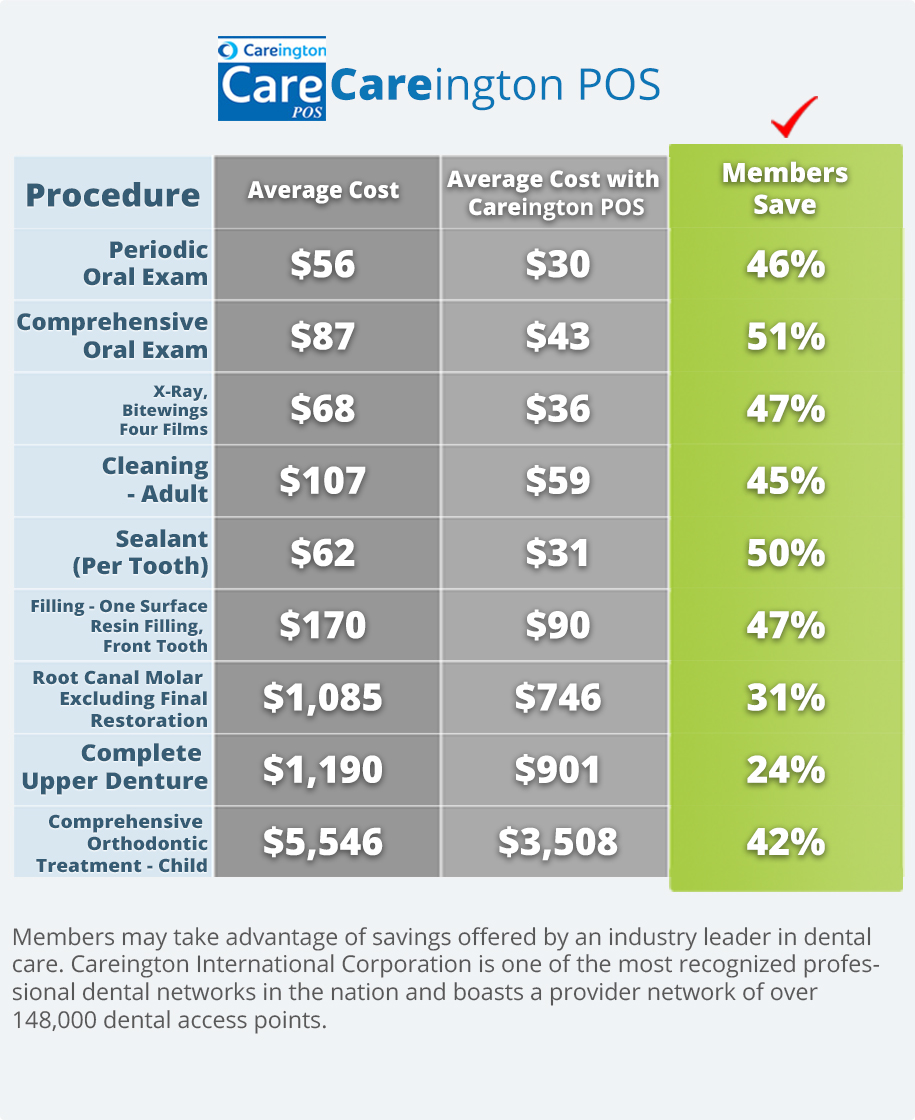 Careington
Care
POS
Careington POS
Procedure
Average Cost
Average Cost with
Careington POS
Members
Save
Periodic
Oral Exam
$56
$30
46%
Comprehensive
Oral Exam
$87
$43
51%
X-Ray,
Bitewings
Four Films
$68
$36
47%
Cleaning
- Adult
$107
$59
45%
Sealant
(Per Tooth)
$62
$31
50%
Filling - One Surface
Resin Filling,
Front Tooth
$170
$90
47%
Root Canal Molar
Excluding Final
Restoration
$1,085
$746
31%
Complete
Upper Denture
$1,190
$901
24%
Comprehensive
Orthodontic
Treatment - Child
$5,546
$3,508
42%
Members may take advantage of savings offered by an industry leader in dental
care. Careington International Corporation is one of the most recognized profes-
sional dental networks in the nation and boasts a provider network of over
148,000 dental access points.